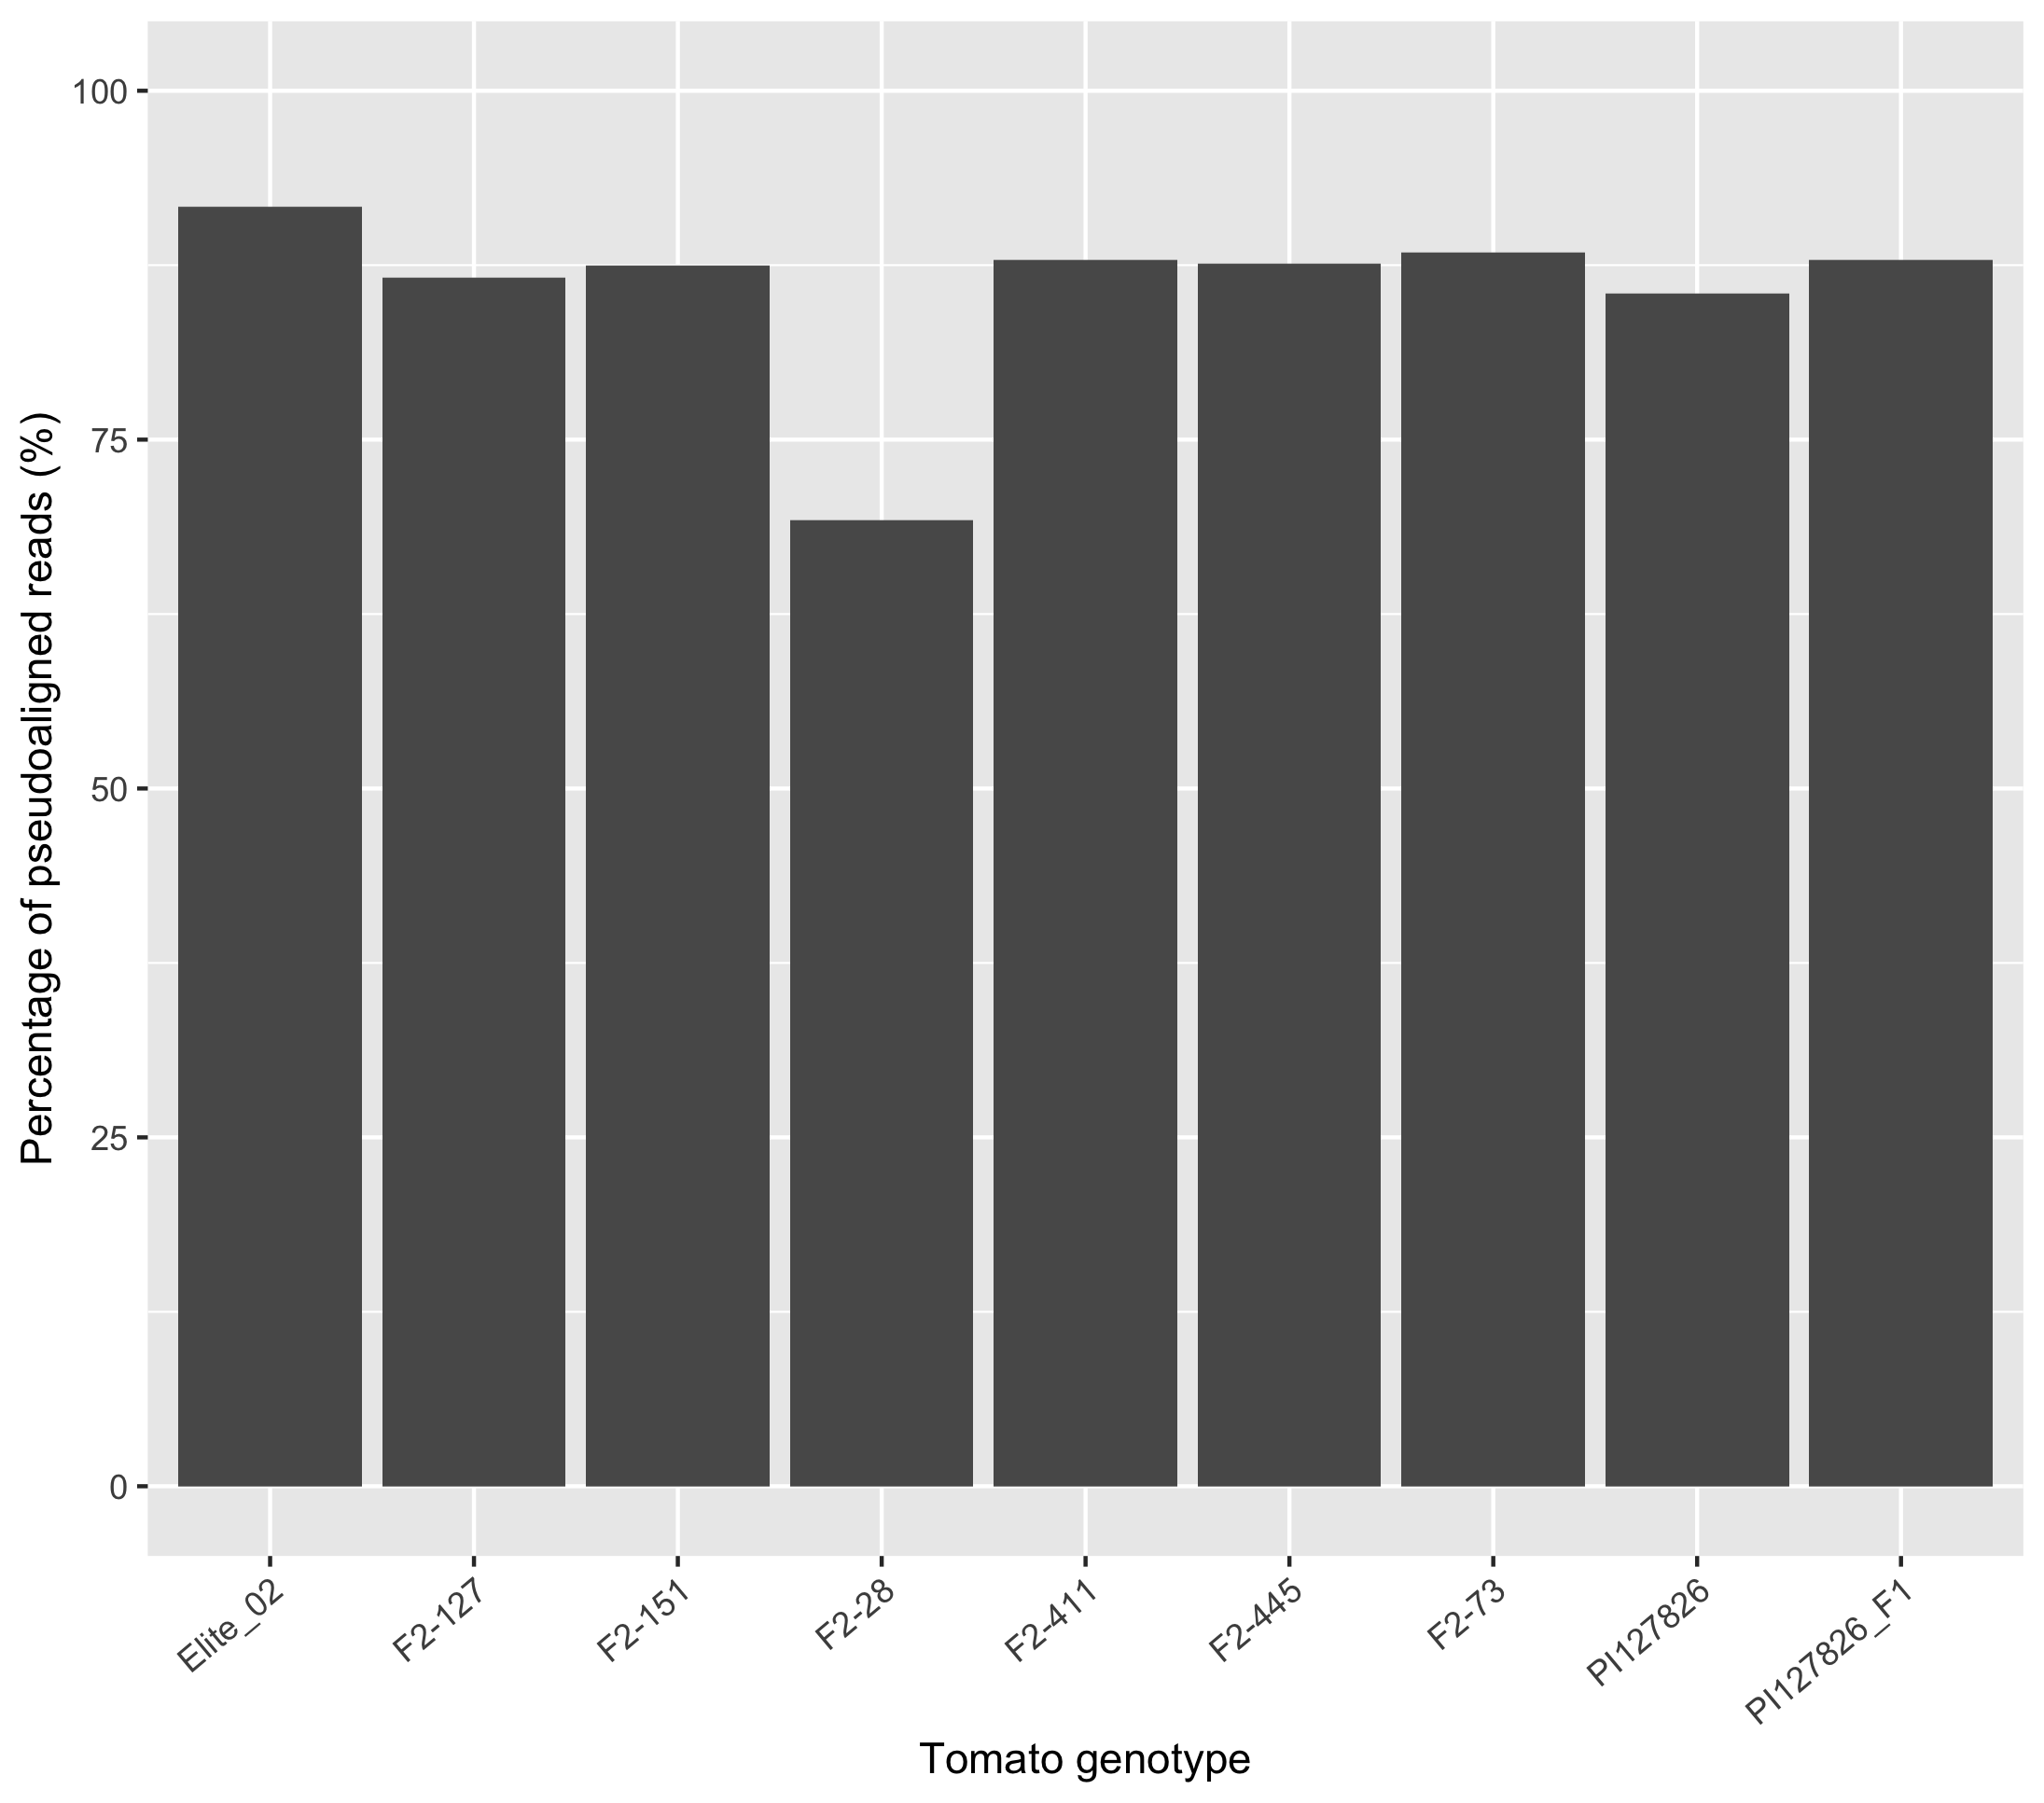 Percentage of pseudoaligned reads (%)
100
75
50
25
0
Elite_02
F2-127
F2-151
F2-28
F2-411
F2-445
F2-73
PI127826
PI127826_F1
Tomato genotype